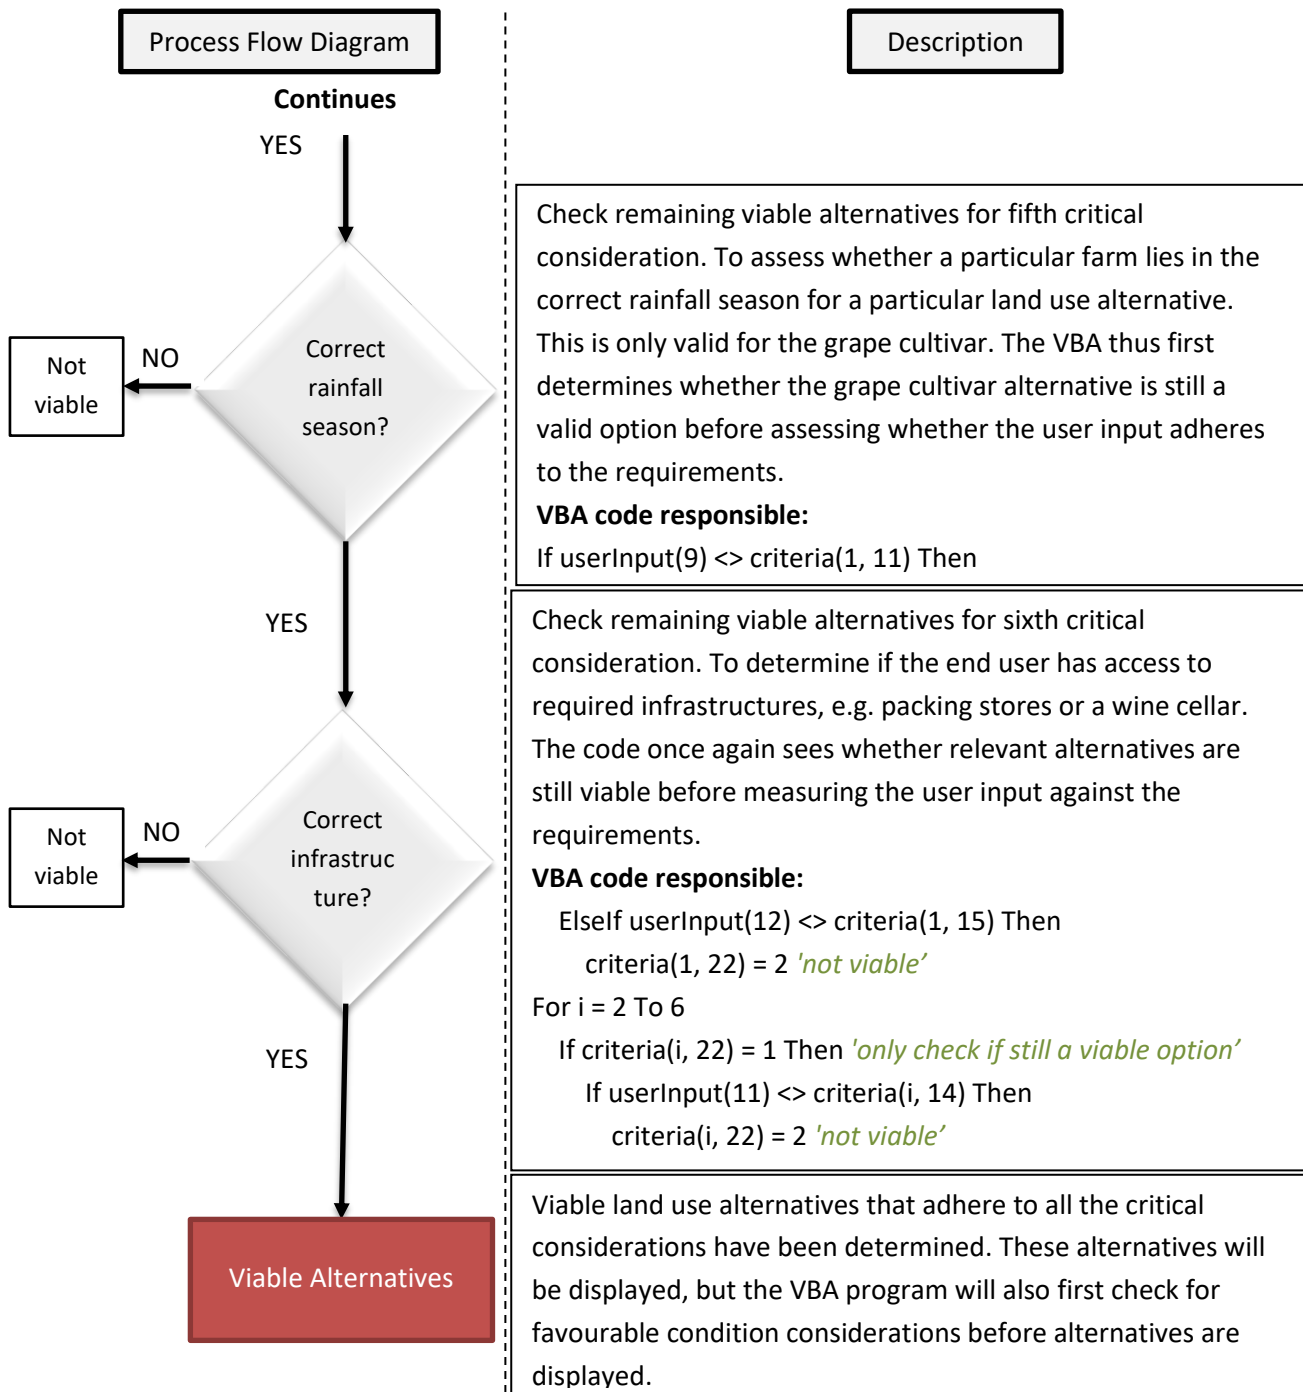 Process Flow Diagram
Description
Continues
YES
Correct
rainfall
season?
NO
Not
viable
Check remaining viable alternatives for fifth critical
consideration. To assess whether a particular farm lies in the
correct rainfall season for a particular land use alternative.
This is only valid for the grape cultivar. The VBA thus first
determines whether the grape cultivar alternative is still a
valid option before assessing whether the user input adheres
to the requirements.
VBA code responsible:
If userInput(9) <> criteria(1, 11) Then
YES
Correct
infrastruc
ture?
NO
Not
viable
Check remaining viable alternatives for sixth critical
consideration. To determine if the end user has access to
required infrastructures, e.g. packing stores or a wine cellar.
The code once again sees whether relevant alternatives are
still viable before measuring the user input against the
requirements.
VBA code responsible:
ElseIf userInput(12) <> criteria(1, 15) Then
criteria(1, 22) = 2 'not viable’
For i = 2 To 6
If criteria(i, 22) = 1 Then 'only check if still a viable option’
If userInput(11) <> criteria(i, 14) Then
criteria(i, 22) = 2 'not viable’
YES
Viable Alternatives
Viable land use alternatives that adhere to all the critical
considerations have been determined. These alternatives will
be displayed, but the VBA program will also first check for
favourable condition considerations before alternatives are
displayed.